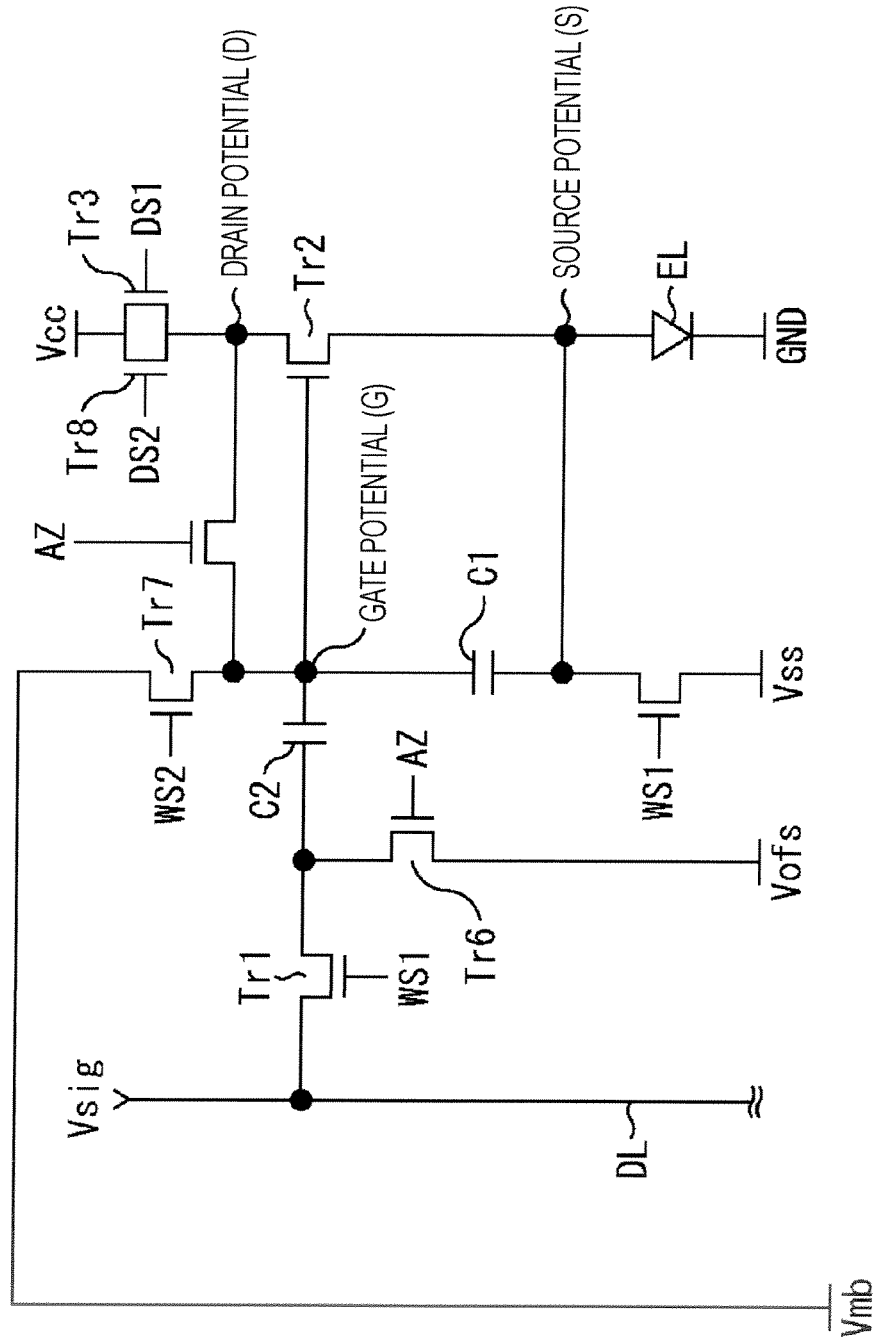 Vcc
Tr8
Tr3
DS2
DS1
DRAIN POTENTIAL (D)
AZ
Tr2
Tr7
WS2
GATE POTENTIAL (G)
C2
C1
SOURCE POTENTIAL (S)
EL
GND
AZ
WS1
Vss
Tr1
WS1
Tr6
Vofs
Vsig
DL
Vmb